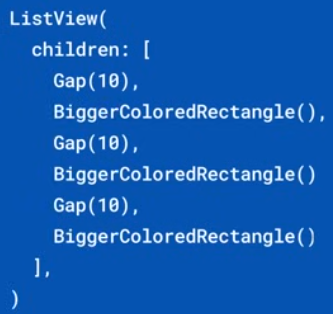 ListView(
  children: [
    Gap(10),
    BiggerColoredRectangle(),
    Gap(10),
    BiggerColoredRectangle()
    Gap(10),
    BiggerColoredRectangle()
  ],
)